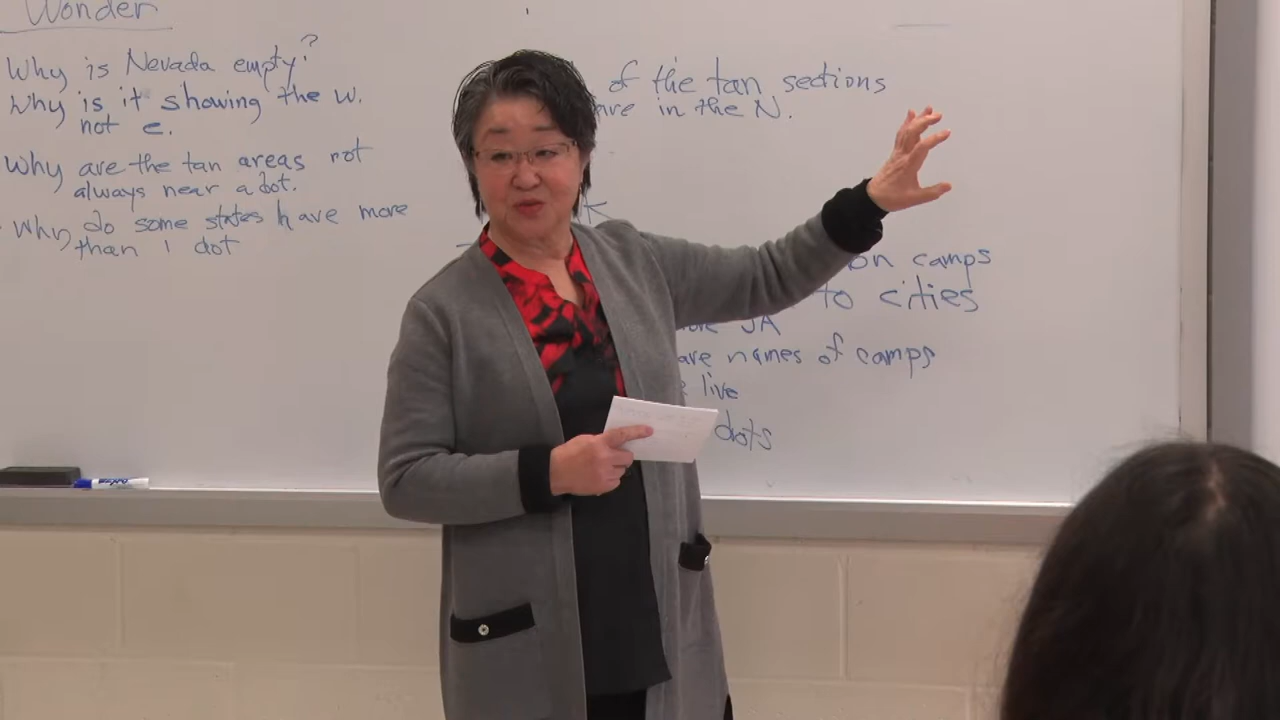 Wonder
Why is Nevada empty?
Why is it showing the w.
not e.
Why are the tan areas not
always near a dot.
Why do some states have more
than 1 dot
of the tan sections
are in the N.
K
on camps
to cities
JA
are names of camps
live
dots
EXPO